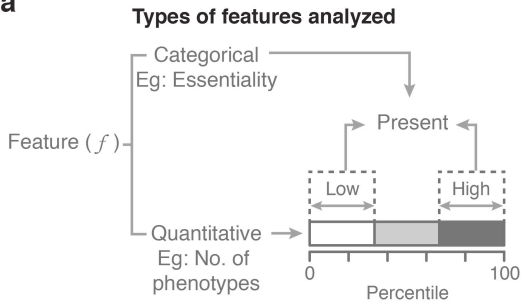 a
Types of features analyzed
Categorical
Eg: Essentiality
Present
Feature (f)
Low
High
Quantitative
Eg: No. of
phenotypes
0
100
Percentile